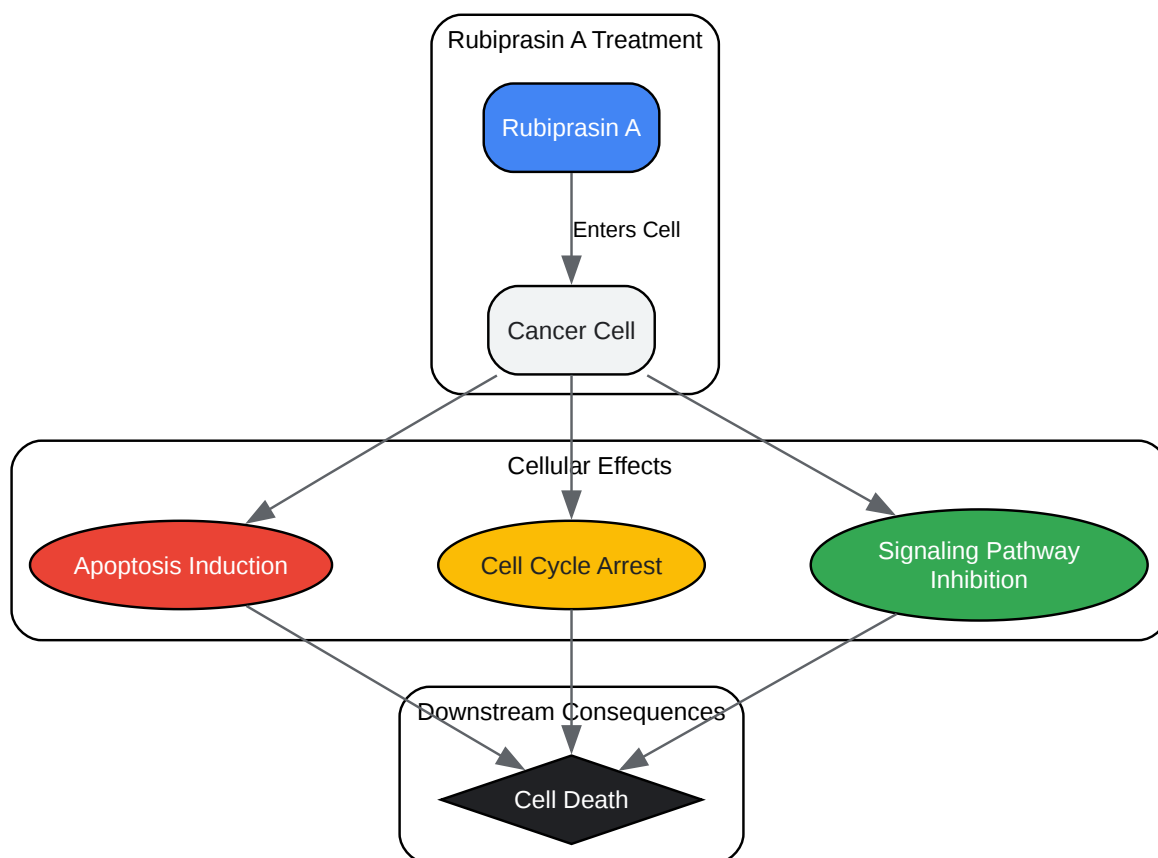 Rubiprasin A Treatment
Rubiprasin A
Enters Cell
Cancer Cell
Cellular Effects
Apoptosis Induction
Cell Cycle Arrest
Signaling Pathway
Inhibition
Downstream Consequences
Cell Death